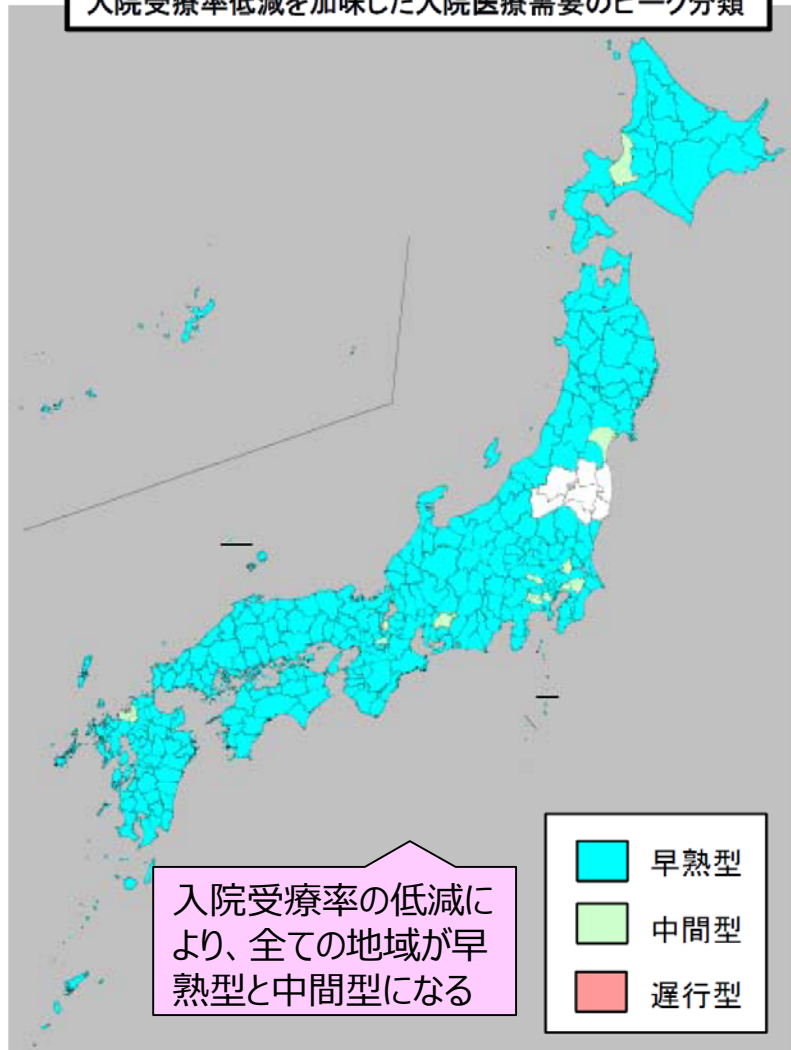 入院受療率低減を加味した入院医療需要のピーク分類
入院受療率の低減に
より、全ての地域が早
熟型と中間型になる
早熟型
中間型
遅行型